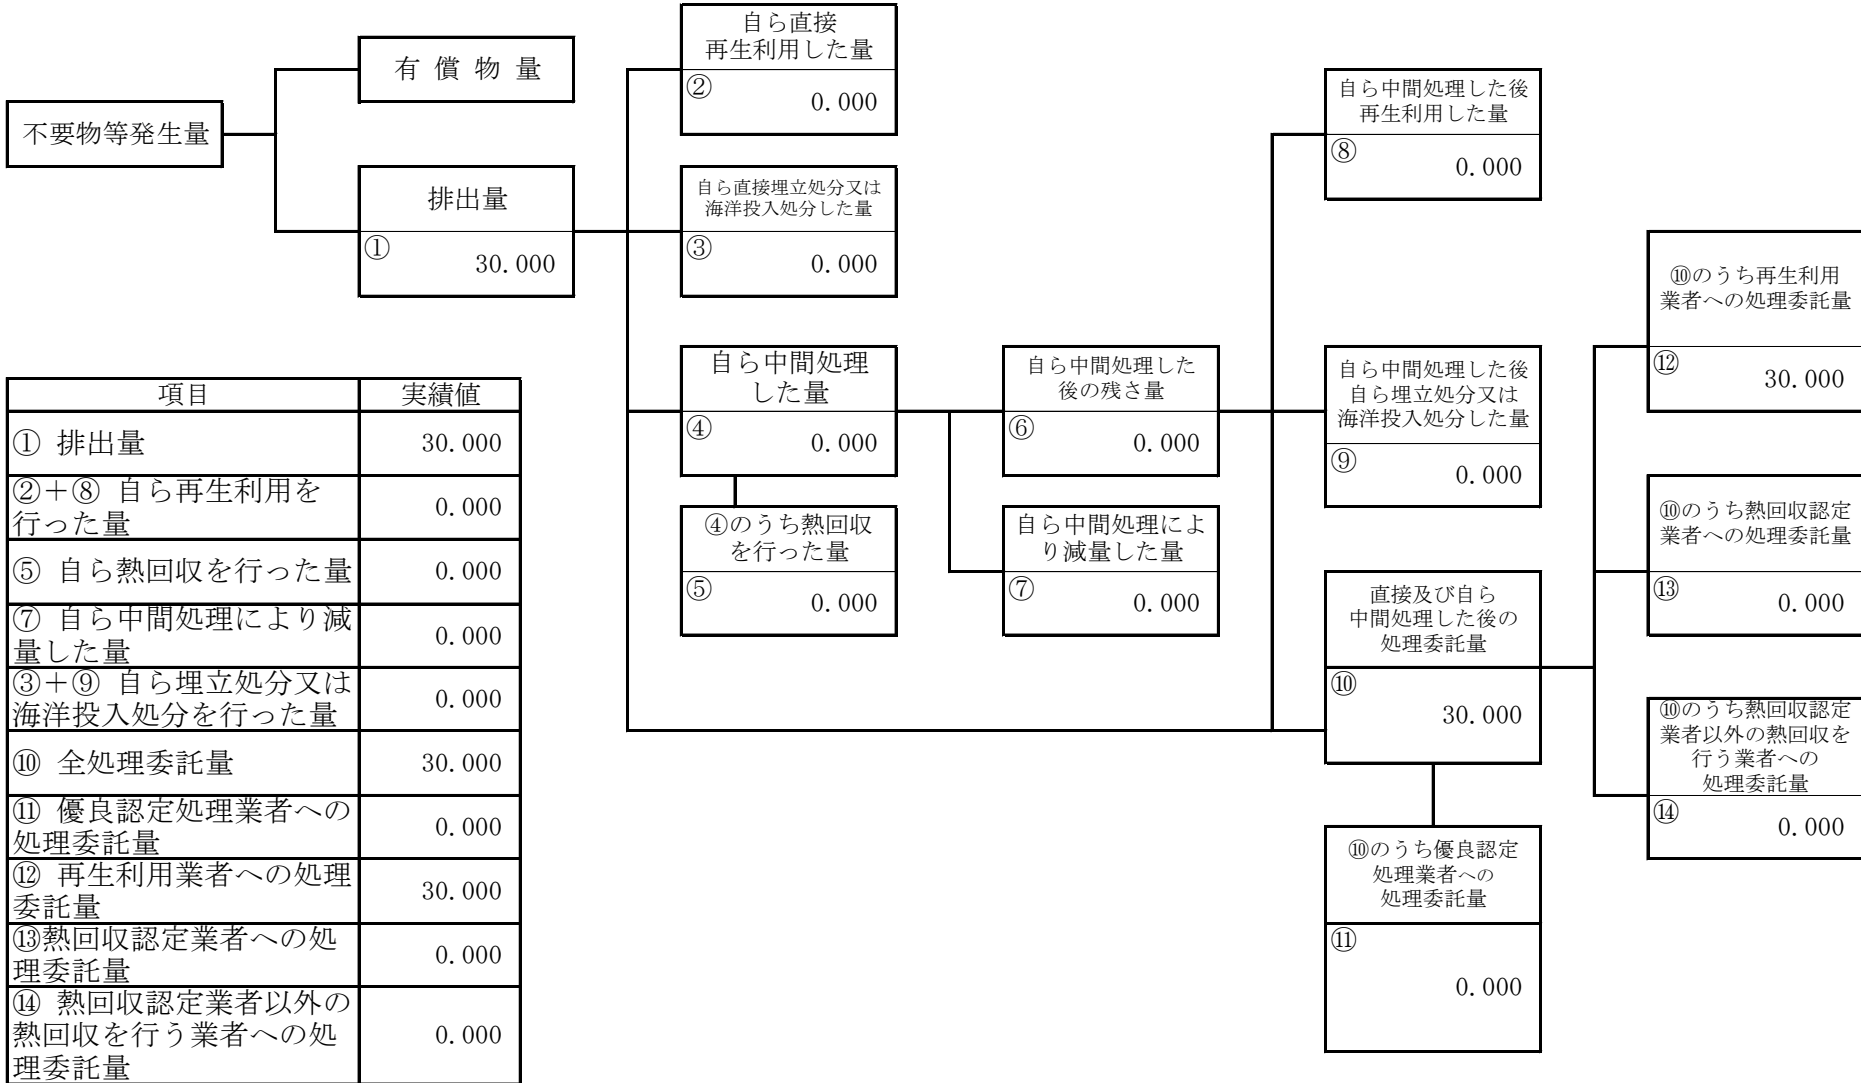 不要物等発生量
有 償 物 量
排出量
①
30.000
自ら直接
再生利用した量
②
0.000
自ら直接埋立処分又は
海洋投入処分した量
③
0.000
自ら中間処理
した量
④
0.000
④のうち熱回収
を行った量
⑤
0.000
自ら中間処理した
後の残さ量
⑥
0.000
自ら中間処理によ
り減量した量
⑦
0.000
自ら中間処理した後
再生利用した量
⑧
0.000
自ら中間処理した後
自ら埋立処分又は
海洋投入処分した量
⑨
0.000
直接及び自ら
中間処理した後の
処理委託量
⑩
30.000
⑩のうち優良認定
処理業者への
処理委託量
⑪
0.000
⑩のうち再生利用
業者への処理委託量
⑫
30.000
⑩のうち熱回収認定
業者への処理委託量
⑬
0.000
⑩のうち熱回収認定
業者以外の熱回収を
行う業者への
処理委託量
⑭
0.000
項目 実績値
① 排出量 30.000
②＋⑧ 自ら再生利用を
行った量 0.000
⑤ 自ら熱回収を行った量 0.000
⑦ 自ら中間処理により減
量した量 0.000
③＋⑨ 自ら埋立処分又は
海洋投入処分を行った量 0.000
⑩ 全処理委託量 30.000
⑪ 優良認定処理業者への
処理委託量 0.000
⑫ 再生利用業者への処理
委託量 30.000
⑬熱回収認定業者への処
理委託量 0.000
⑭ 熱回収認定業者以外の
熱回収を行う業者への処
理委託量 0.000